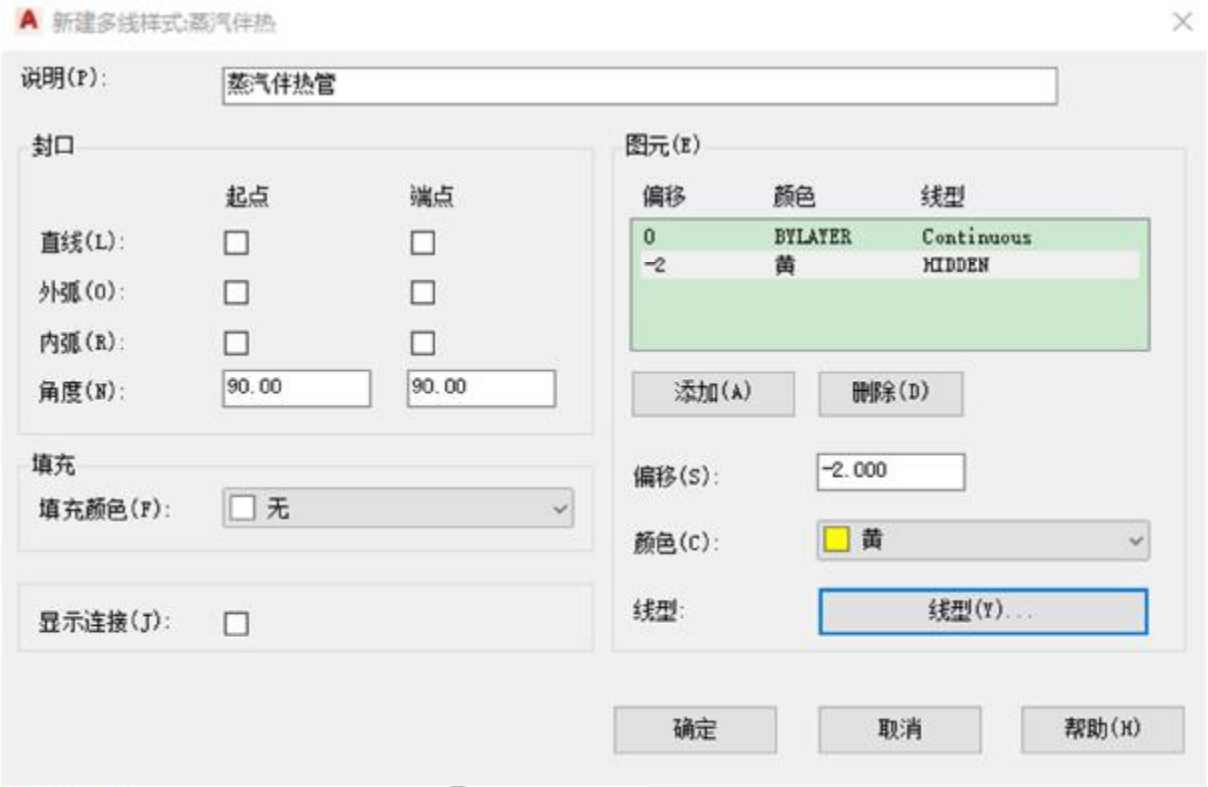 A 新建多线样式:蒸汽伴热
说明(P): 蒸汽伴热管
封口
起点 端点
直线(L):
外弧(O):
内弧(R):
角度(N): 90.00 90.00
填充
填充颜色(F): 无
显示连接(J):
图元(E)
偏移 颜色 线型
0 BYLAYER Continuous
-2 黄 HIDDEN
添加(A) 删除(D)
偏移(S): -2.000
颜色(C): 黄
线型: 线型(Y)...
确定 取消 帮助(H)